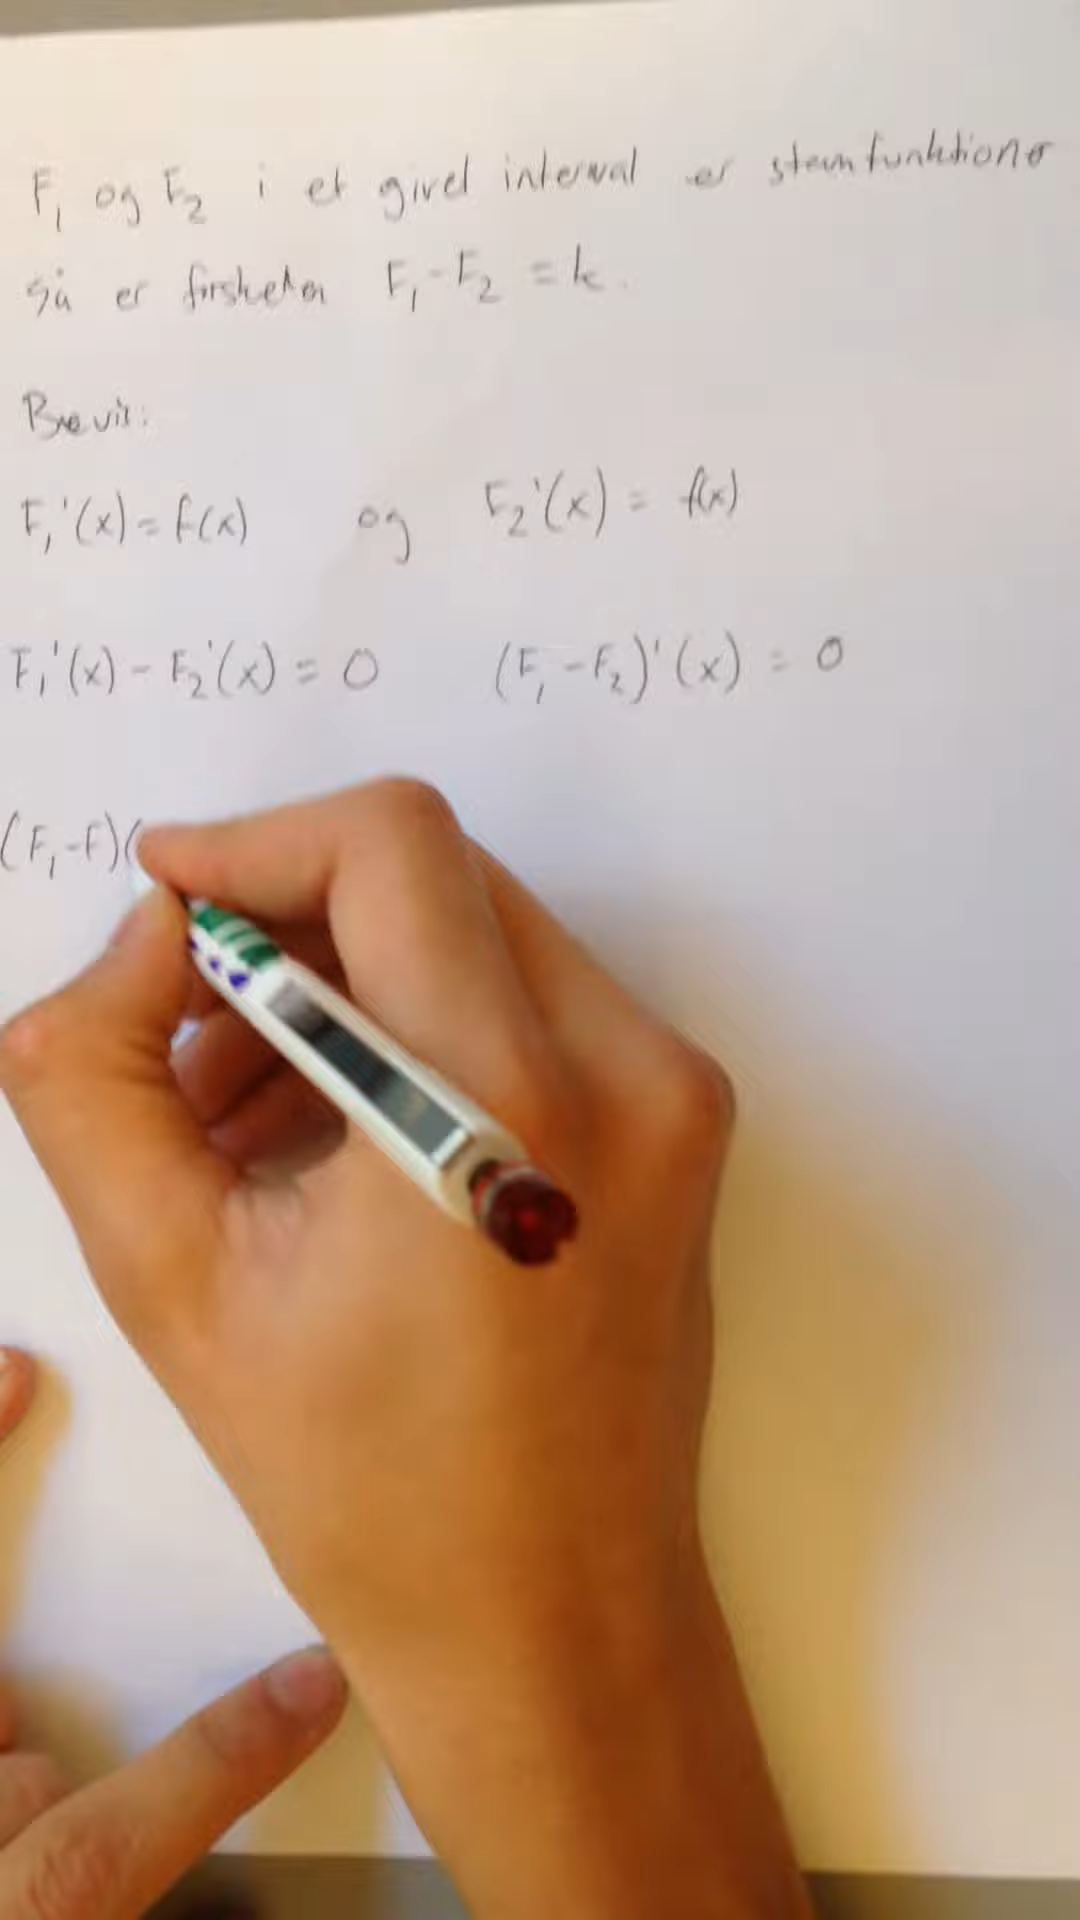 F₁ og F₂ i et givet interval er stamfunktioner
så er forskellen F₁-F₂ = k.
Bevis:
F₁'(x) = f(x) og F₂'(x) = f(x)
F₁'(x) - F₂'(x) = 0 (F₁-F₂)'(x) = 0
(F₁-F)(